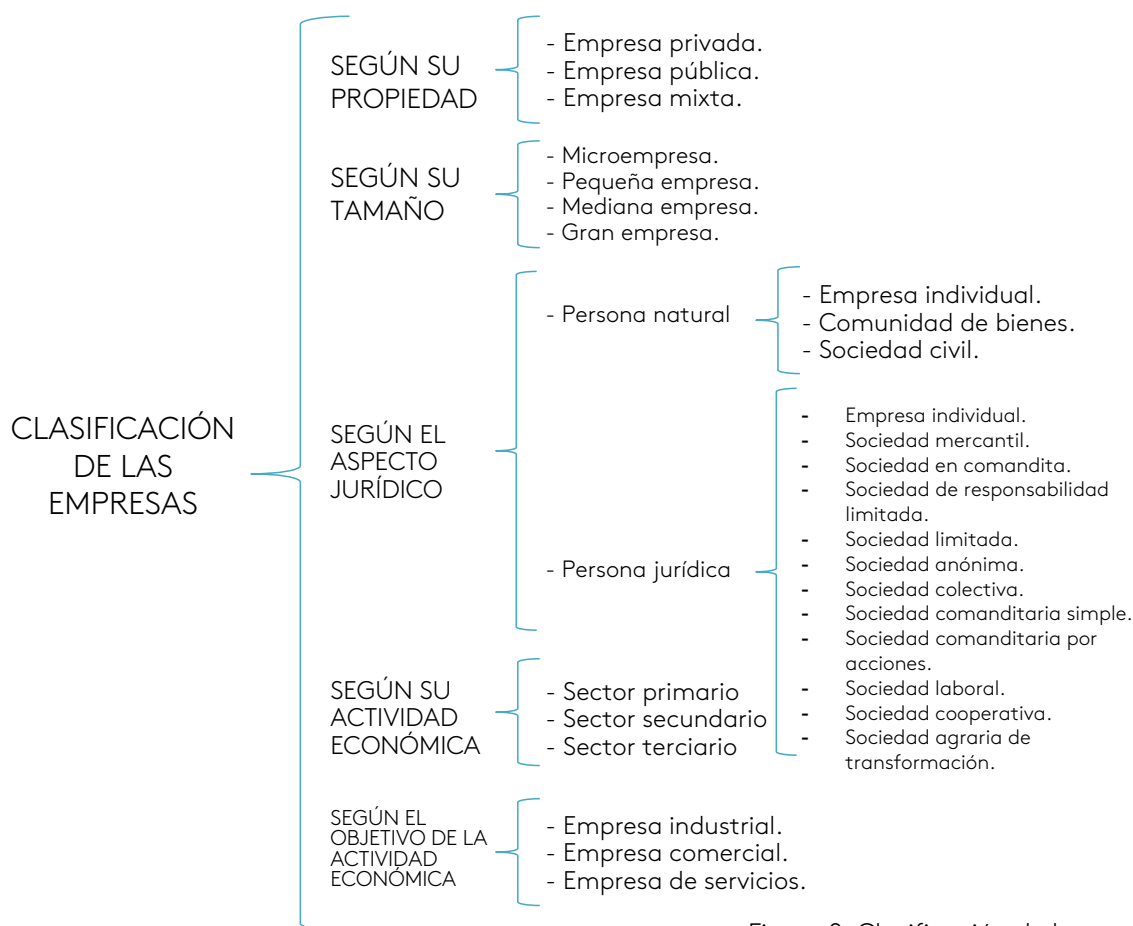 CLASIFICACIÓN
DE LAS
EMPRESAS
SEGÚN SU
PROPIEDAD
- Empresa privada.
- Empresa pública.
- Empresa mixta.
SEGÚN SU
TAMAÑO
- Microempresa.
- Pequeña empresa.
- Mediana empresa.
- Gran empresa.
SEGÚN EL
ASPECTO
JURÍDICO
- Persona natural
- Empresa individual.
- Comunidad de bienes.
- Sociedad civil.
- Persona jurídica
- Empresa individual.
- Sociedad mercantil.
- Sociedad en comandita.
- Sociedad de responsabilidad
limitada.
- Sociedad limitada.
- Sociedad anónima.
- Sociedad colectiva.
- Sociedad comanditaria simple.
- Sociedad comanditaria por
acciones.
- Sociedad laboral.
- Sociedad cooperativa.
- Sociedad agraria de
transformación.
SEGÚN SU
ACTIVIDAD
ECONÓMICA
- Sector primario
- Sector secundario
- Sector terciario
SEGÚN EL
OBJETIVO DE LA
ACTIVIDAD
ECONÓMICA
- Empresa industrial.
- Empresa comercial.
- Empresa de servicios.